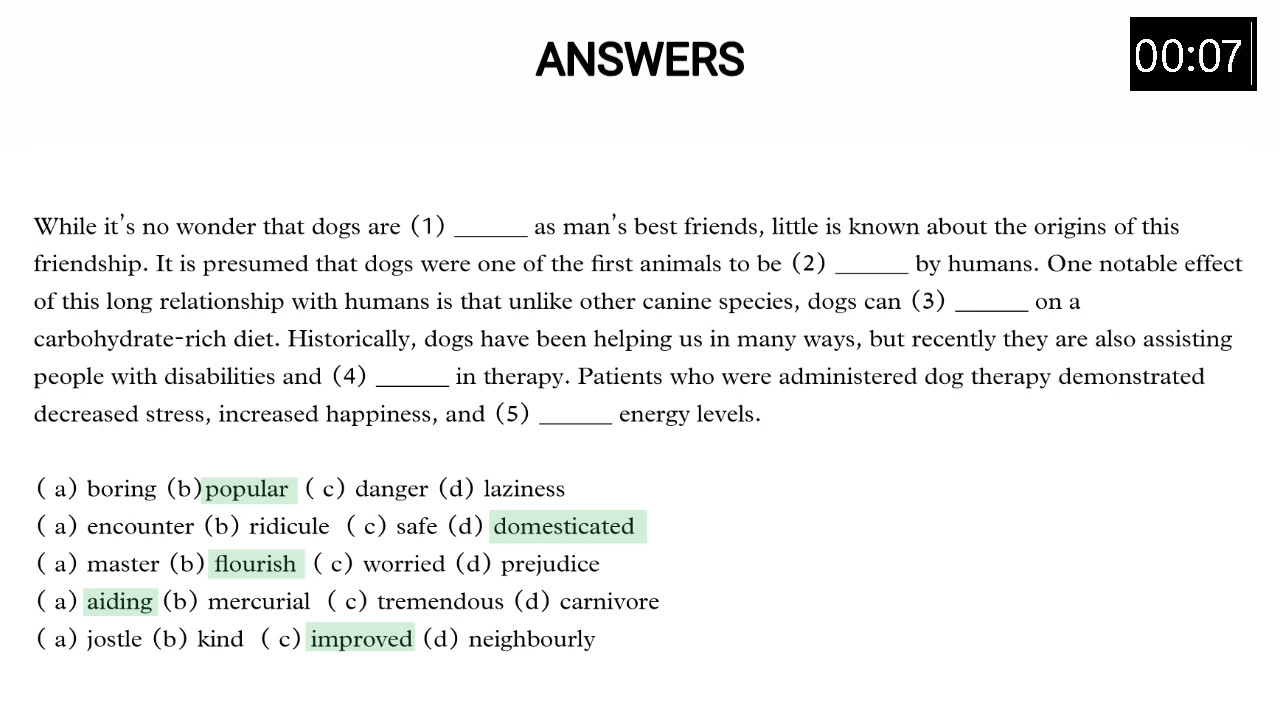 ANSWERS
00:07
While it's no wonder that dogs are (1) ______ as man's best friends, little is known about the origins of this
friendship. It is presumed that dogs were one of the first animals to be (2) ______ by humans. One notable effect
of this long relationship with humans is that unlike other canine species, dogs can (3) ______ on a
carbohydrate-rich diet. Historically, dogs have been helping us in many ways, but recently they are also assisting
people with disabilities and (4) ______ in therapy. Patients who were administered dog therapy demonstrated
decreased stress, increased happiness, and (5) ______ energy levels.
( a) boring (b)popular ( c) danger (d) laziness
( a) encounter (b) ridicule ( c) safe (d) domesticated
( a) master (b) flourish ( c) worried (d) prejudice
( a) aiding (b) mercurial ( c) tremendous (d) carnivore
( a) jostle (b) kind ( c) improved (d) neighbourly